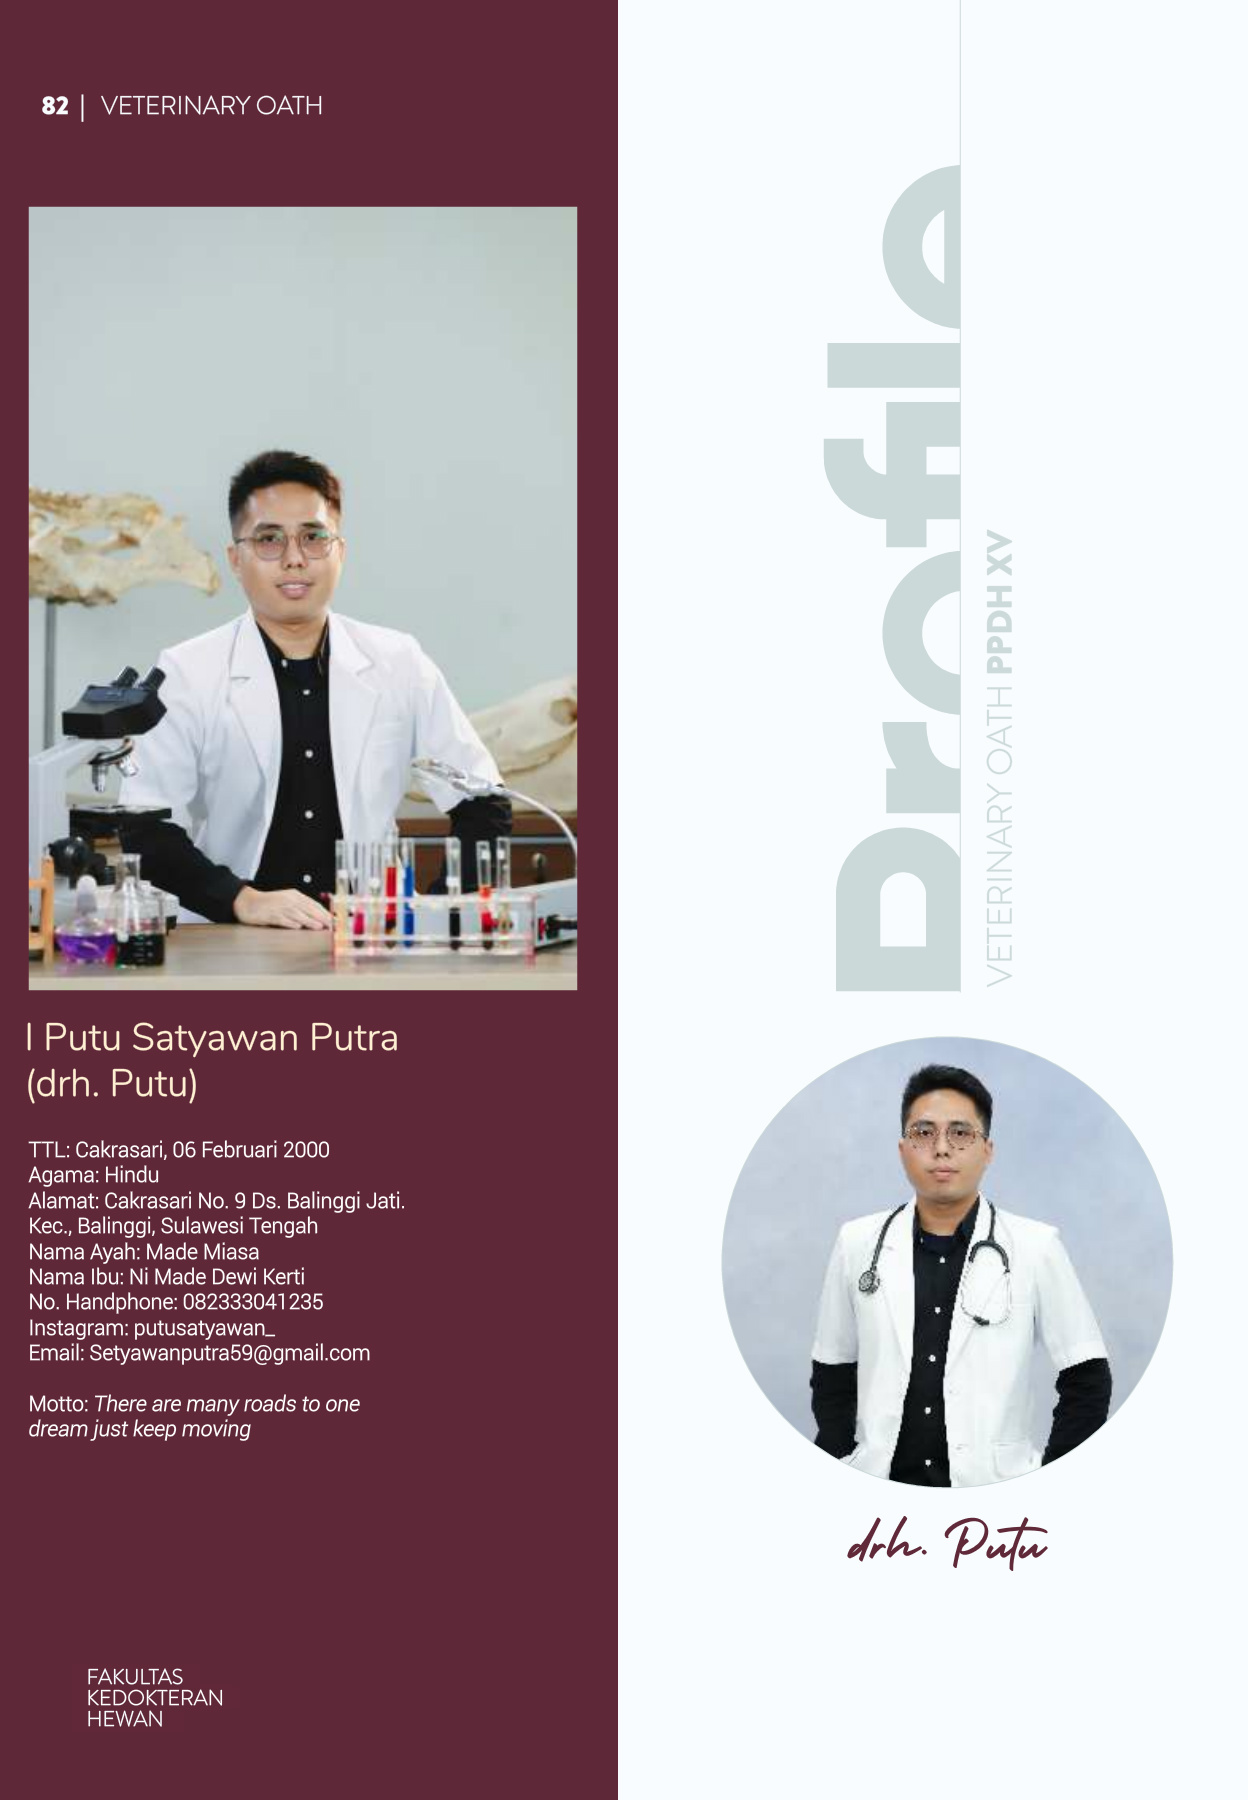 82 | VETERINARY OATH
I Putu Satyawan Putra
(drh. Putu)
TTL: Cakrasari, 06 Februari 2000
Agama: Hindu
Alamat: Cakrasari No. 9 Ds. Balinggi Jati.
Kec., Balinggi, Sulawesi Tengah
Nama Ayah: Made Miasa
Nama Ibu: Ni Made Dewi Kerti
No. Handphone: 082333041235
Instagram: putusatyawan_
Email: Setyawanputra59@gmail.com
Motto: There are many roads to one
dream just keep moving
FAKULTAS
KEDOKTERAN
HEWAN
Profile
VETERINARY OATH PPDH XV
drh. Putu